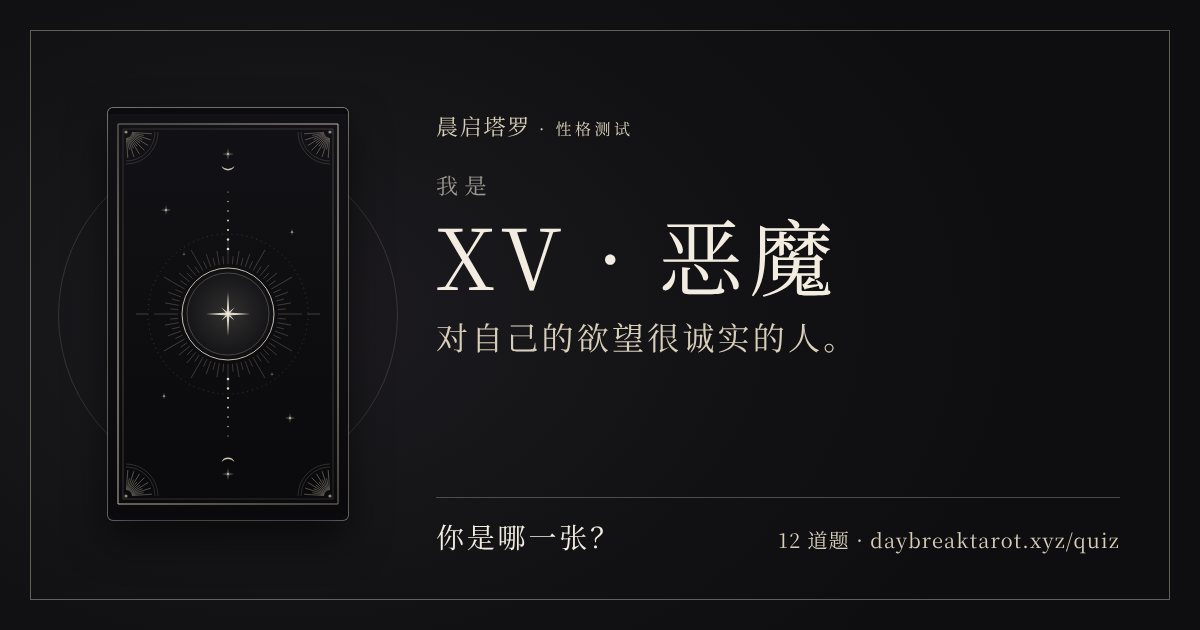 晨启塔罗 · 性格测试
我是
XV · 恶魔
对自己的欲望很诚实的人。
你是哪一张？
12 道题 · daybreaktarot.xyz/quiz